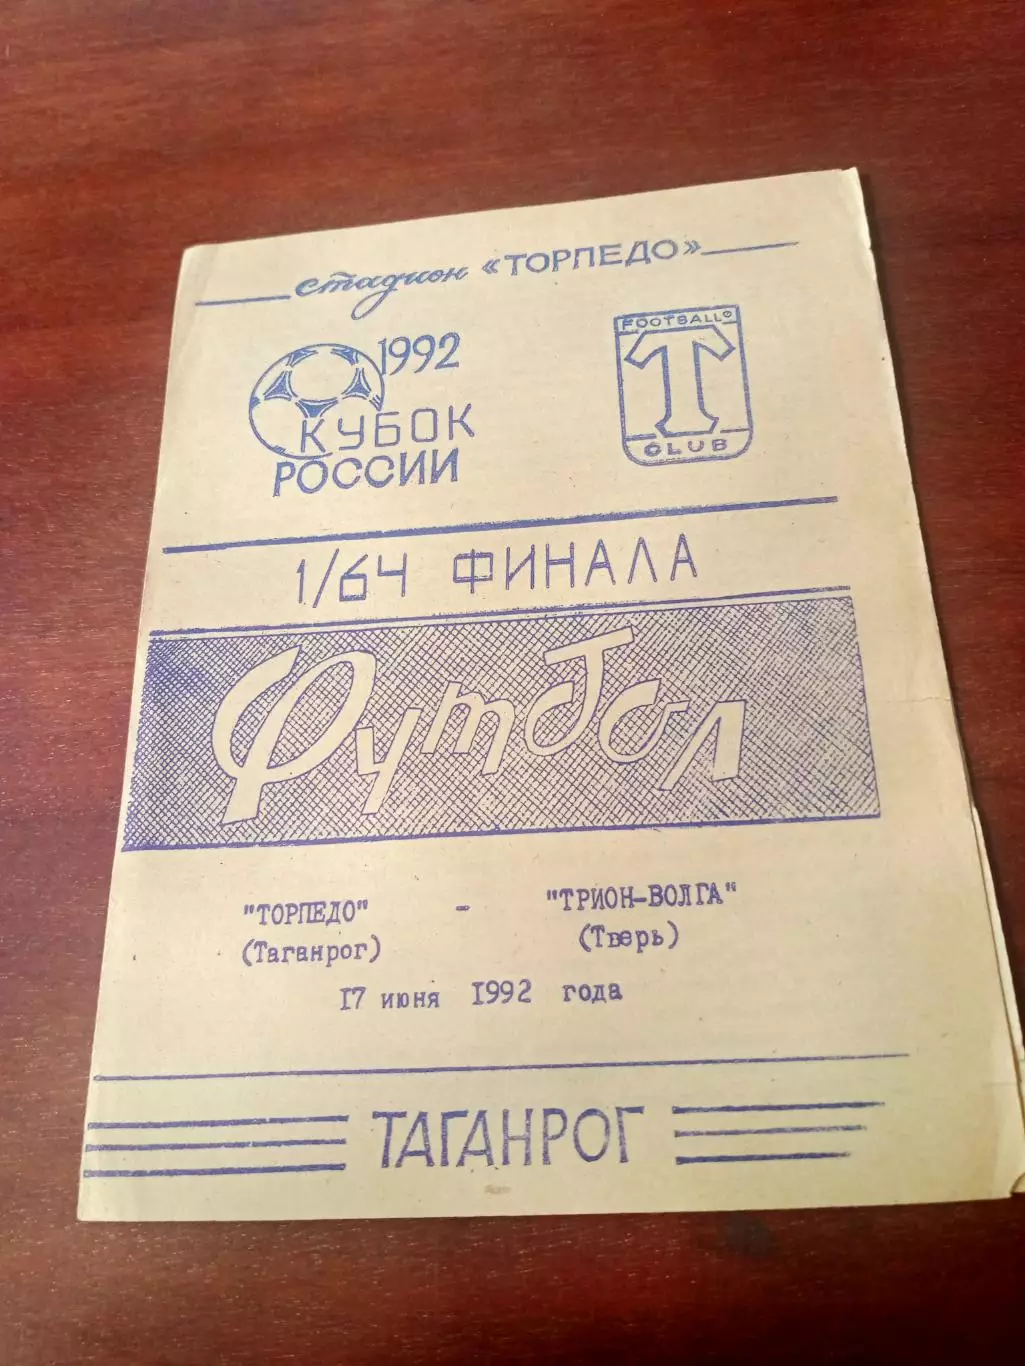 стадион «ТОРПЕДО»
1992
КУБОК
РОССИИ
FOOTBALL
T
CLUB
1/64 ФИНАЛА
Футбол
"ТОРПЕДО" - "ТРИОН-ВОЛГА"
(Таганрог) (Тверь)
17 июня 1992 года
ТАГАНРОГ